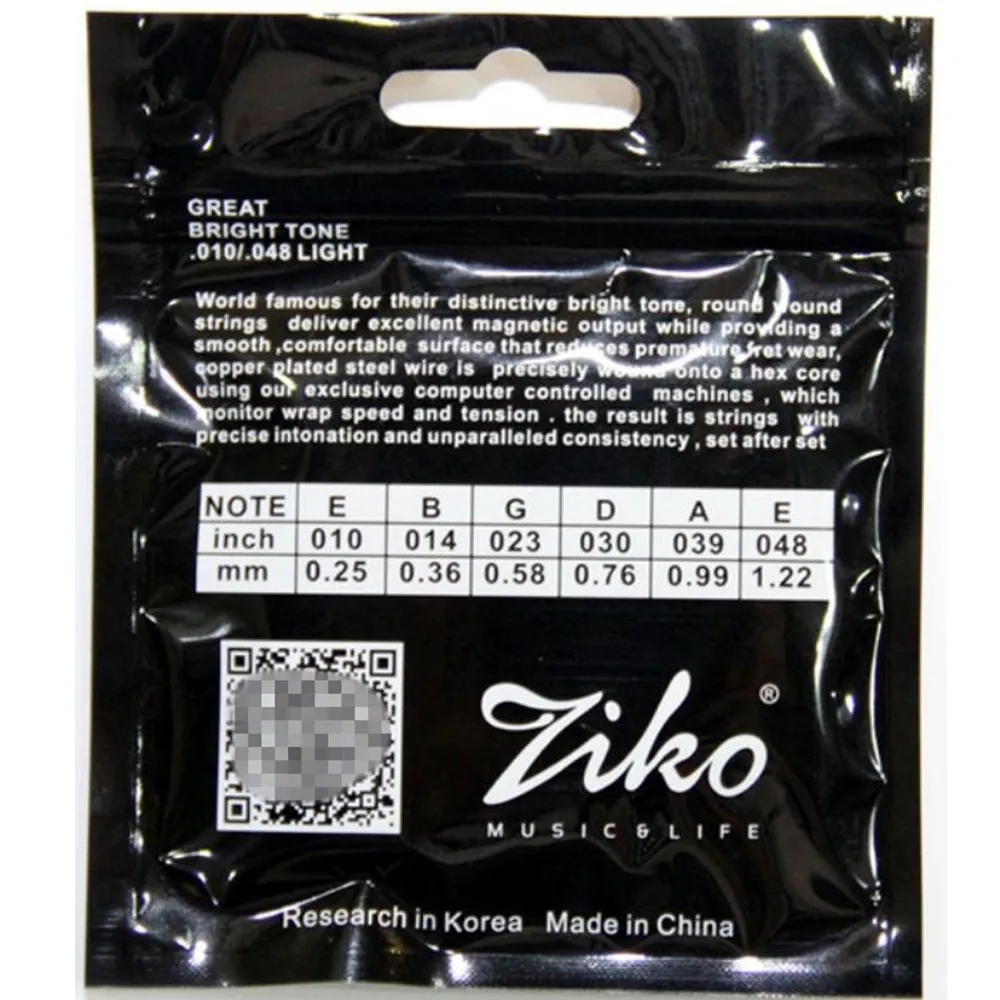 GREAT
BRIGHT TONE
.010/.048 LIGHT
World famous for their distinctive bright tone, round wound
strings deliver excellent magnetic output while providing a
smooth ,comfortable surface that reduces premature fret wear,
copper plated steel wire is precisely wound onto a hex core
using our exclusive computer controlled machines , which
monitor wrap speed and tension . the result is strings with
precise intonation and unparalleled consistency , set after set
NOTE E B G D A E
inch 010 014 023 030 039 048
mm 0.25 0.36 0.58 0.76 0.99 1.22
Ziko ®
MUSIC & LIFE
Research in Korea Made in China